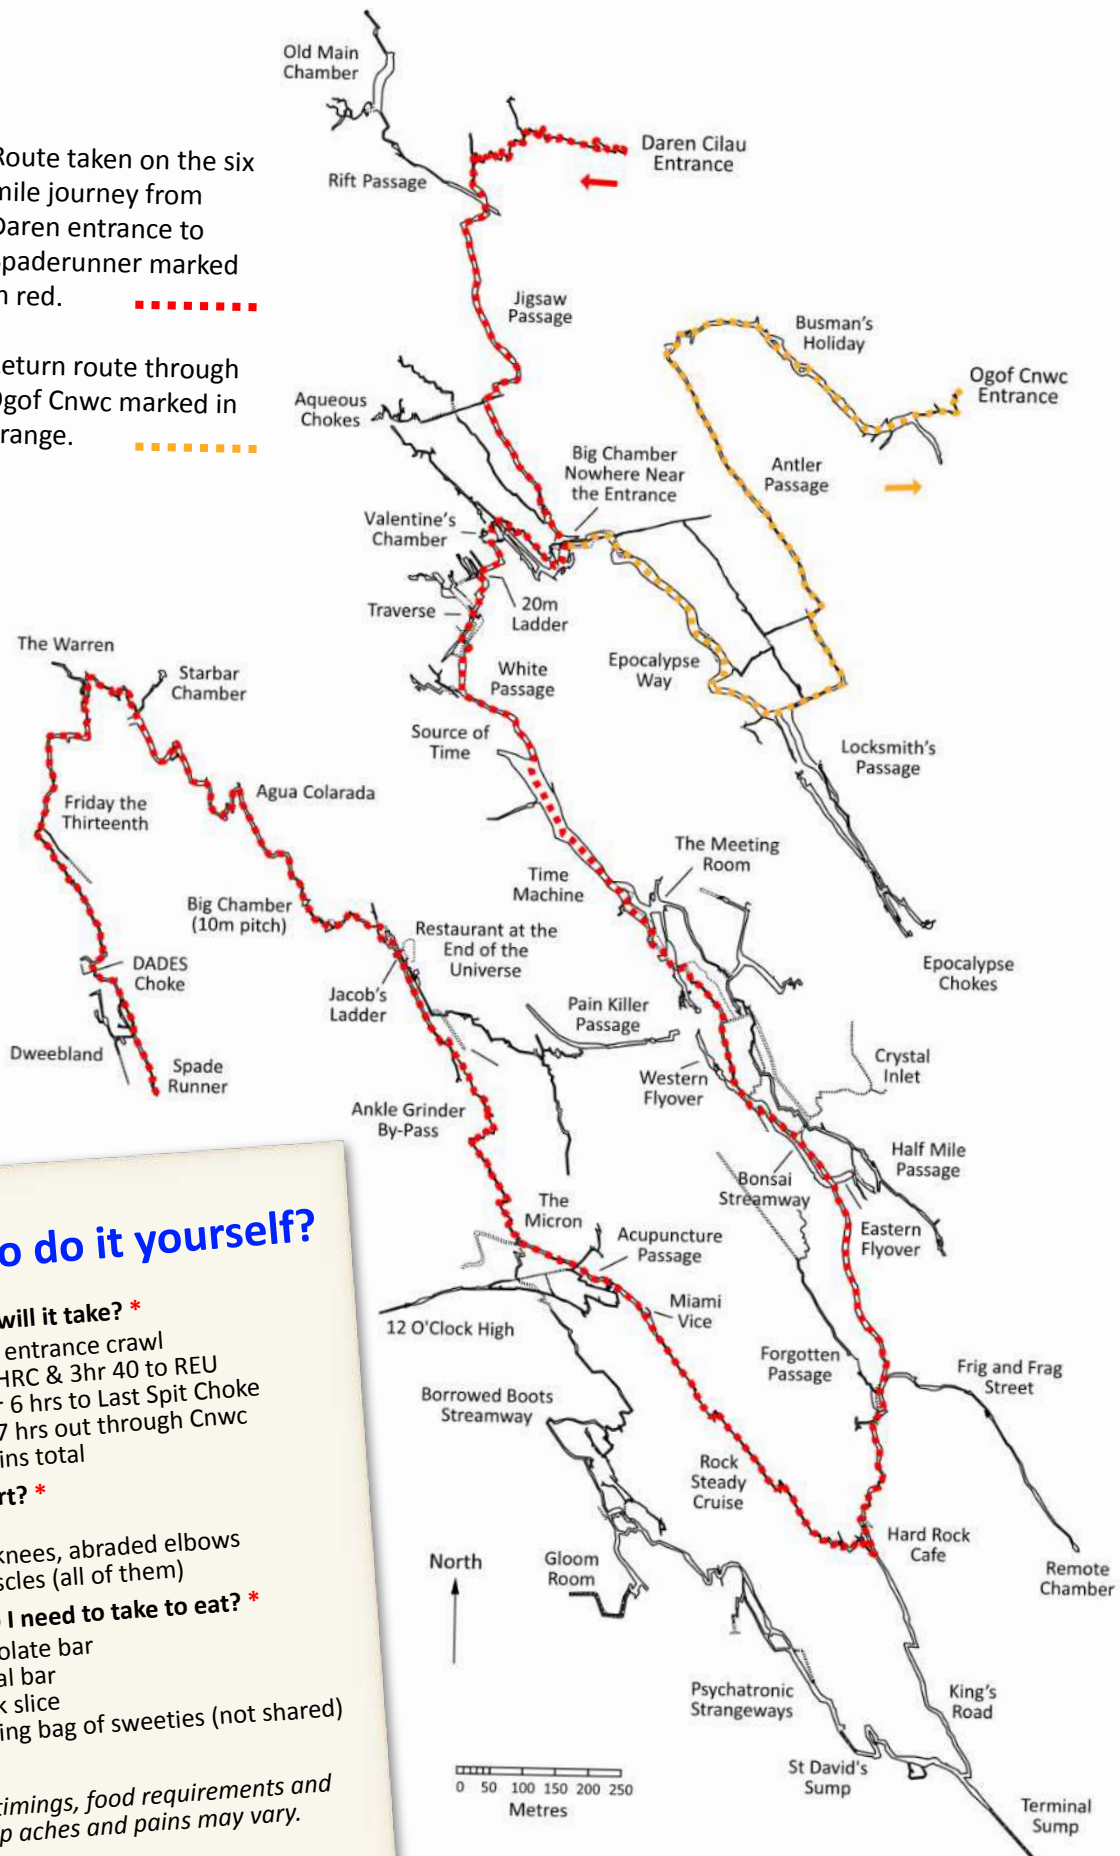 Old Main
Chamber
Daren Cilau
Entrance
Rift Passage
Route taken on the six
mile journey from
Daren entrance to
Spaderunner marked
in red.
Return route through
Ogof Cnwc marked in
orange.
Jigsaw
Passage
Busman's
Holiday
Ogof Cnwc
Entrance
Aqueous
Chokes
Big Chamber
Nowhere Near
the Entrance
Antler
Passage
Valentine's
Chamber
Traverse
20m
Ladder
The Warren
Starbar
Chamber
White
Passage
Epocalypse
Way
Source of
Time
Locksmith's
Passage
Friday the
Thirteenth
Agua Colarada
The Meeting
Room
Time
Machine
Big Chamber
(10m pitch)
Restaurant at the
End of the
Universe
DADES
Choke
Jacob's
Ladder
Epocalypse
Chokes
Pain Killer
Passage
Dweebland
Spade
Runner
Western
Flyover
Crystal
Inlet
Ankle Grinder
By-Pass
Half Mile
Passage
Bonsai
Streamway
The
Micron
Acupuncture
Passage
Eastern
Flyover
12 O'Clock High
Miami
Vice
Forgotten
Passage
Frig and Frag
Street
Borrowed Boots
Streamway
Rock
Steady
Cruise
Hard Rock
Cafe
North
Gloom
Room
Remote
Chamber
Psychatronic
Strangeways
King's
Road
St David's
Sump
Terminal
Sump
0 50 100 150 200 250
Metres
o do it yourself?
will it take? *
entrance crawl
HRC & 3hr 40 to REU
r 6 hrs to Last Spit Choke
7 hrs out through Cnwc
ins total
rt? *
knees, abraded elbows
scles (all of them)
o I need to take to eat? *
olate bar
al bar
k slice
ing bag of sweeties (not shared)
timings, food requirements and
p aches and pains may vary.